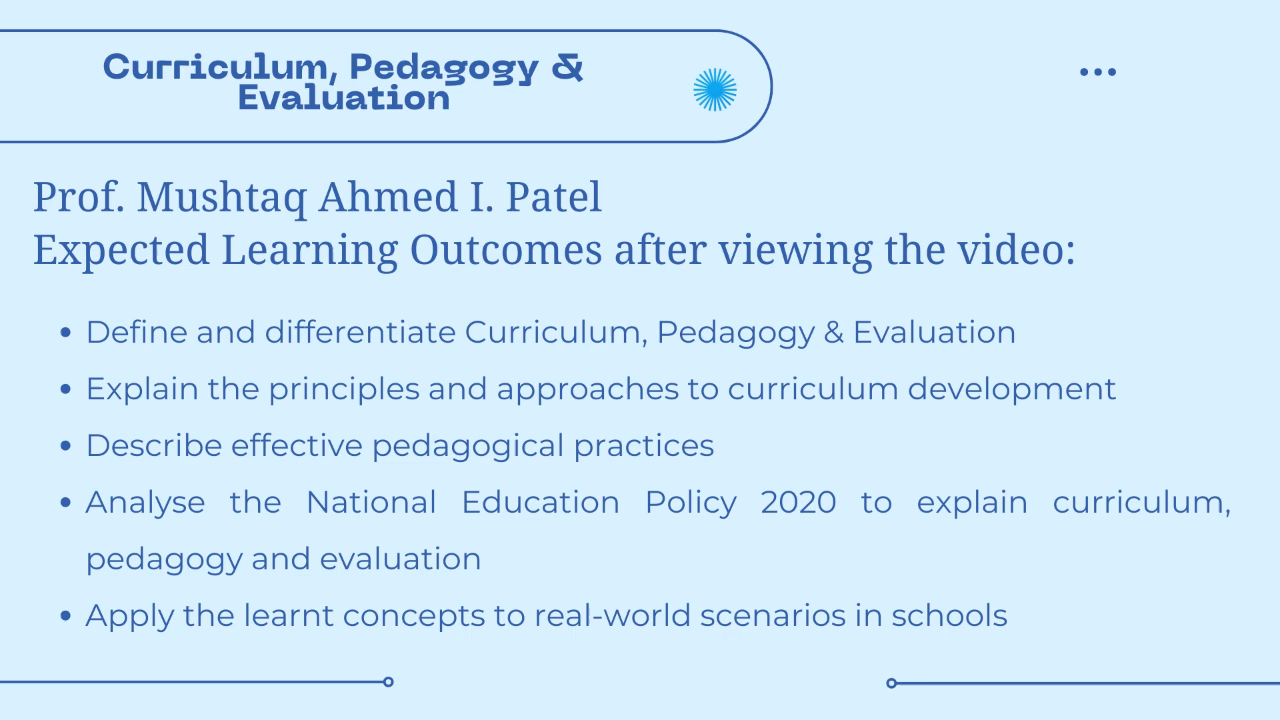 Curriculum, Pedagogy &
Evaluation
Prof. Mushtaq Ahmed I. Patel
Expected Learning Outcomes after viewing the video:
• Define and differentiate Curriculum, Pedagogy & Evaluation
• Explain the principles and approaches to curriculum development
• Describe effective pedagogical practices
• Analyse the National Education Policy 2020 to explain curriculum,
pedagogy and evaluation
• Apply the learnt concepts to real-world scenarios in schools